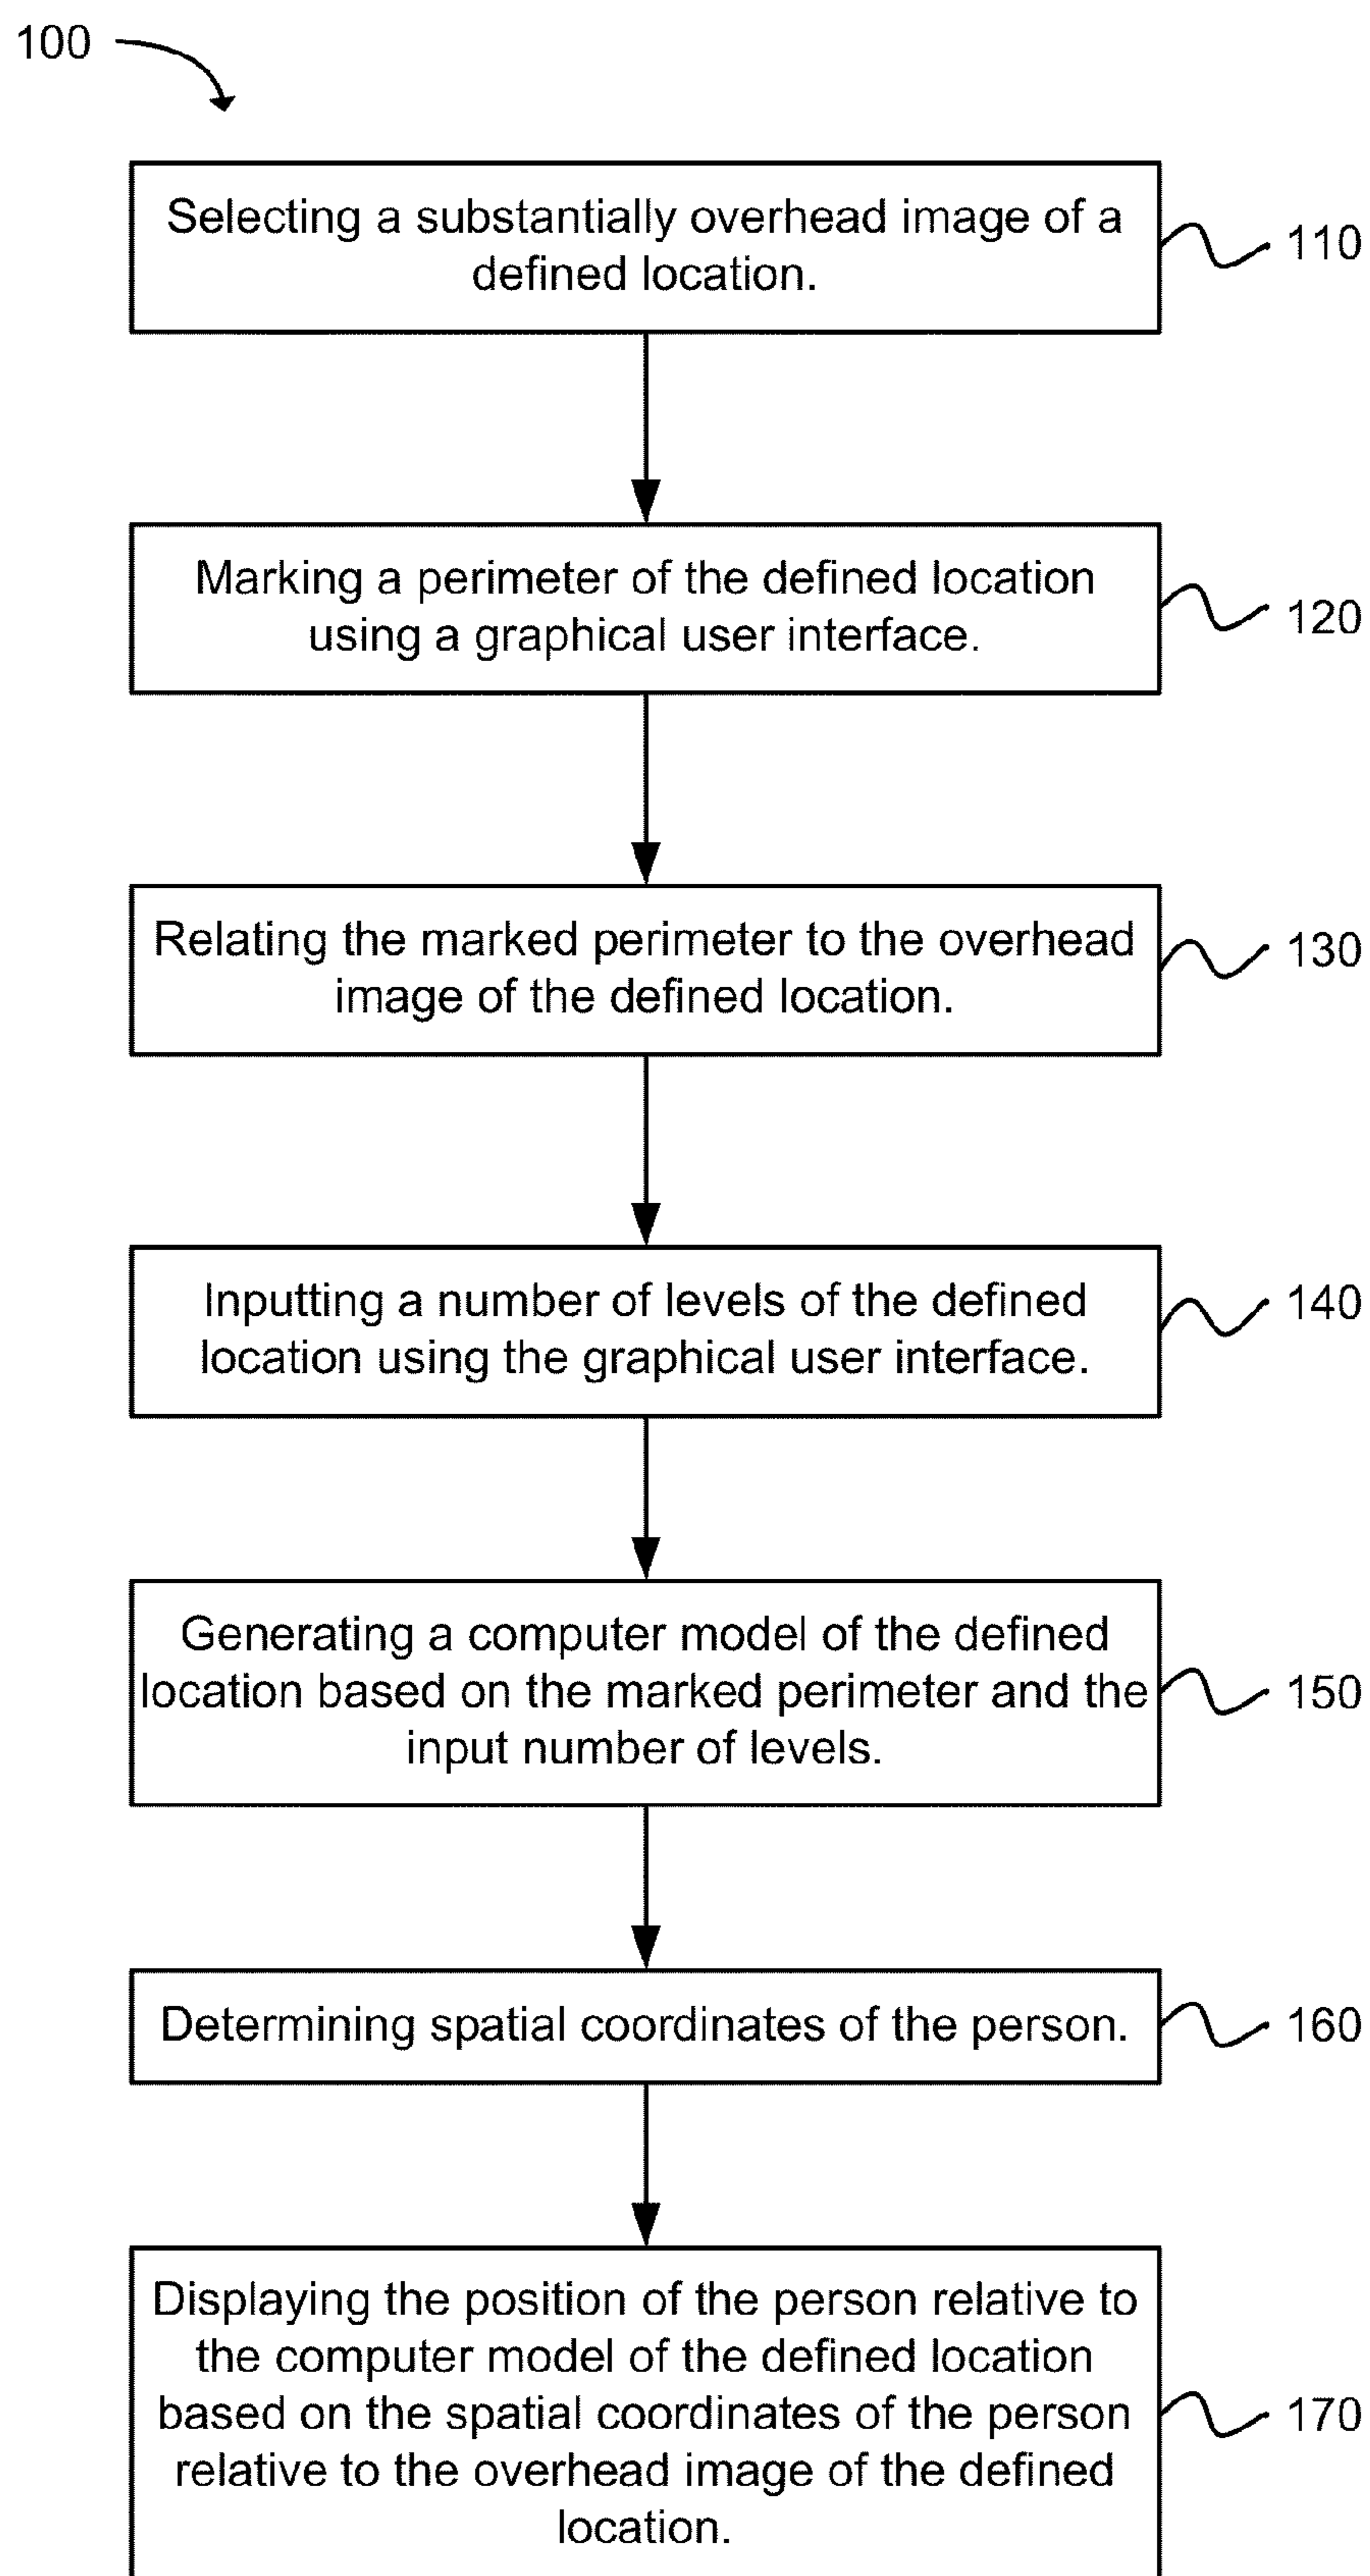 100
Selecting a substantially overhead image of a
defined location.
110
Marking a perimeter of the defined location
using a graphical user interface.
120
Relating the marked perimeter to the overhead
image of the defined location.
130
Inputting a number of levels of the defined
location using the graphical user interface.
140
Generating a computer model of the defined
location based on the marked perimeter and the
input number of levels.
150
Determining spatial coordinates of the person.
160
Displaying the position of the person relative to
the computer model of the defined location
based on the spatial coordinates of the person
relative to the overhead image of the defined
location.
170